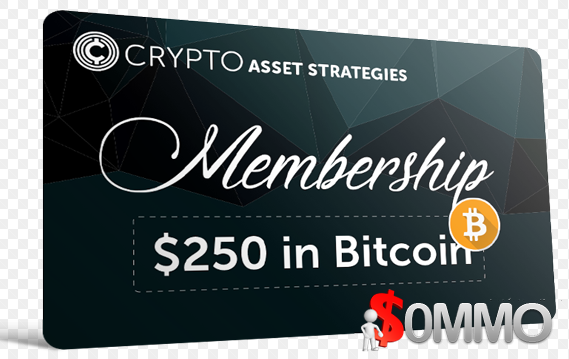 CRYPTO ASSET STRATEGIES
Membership
$250 in Bitcoin
$OMMO